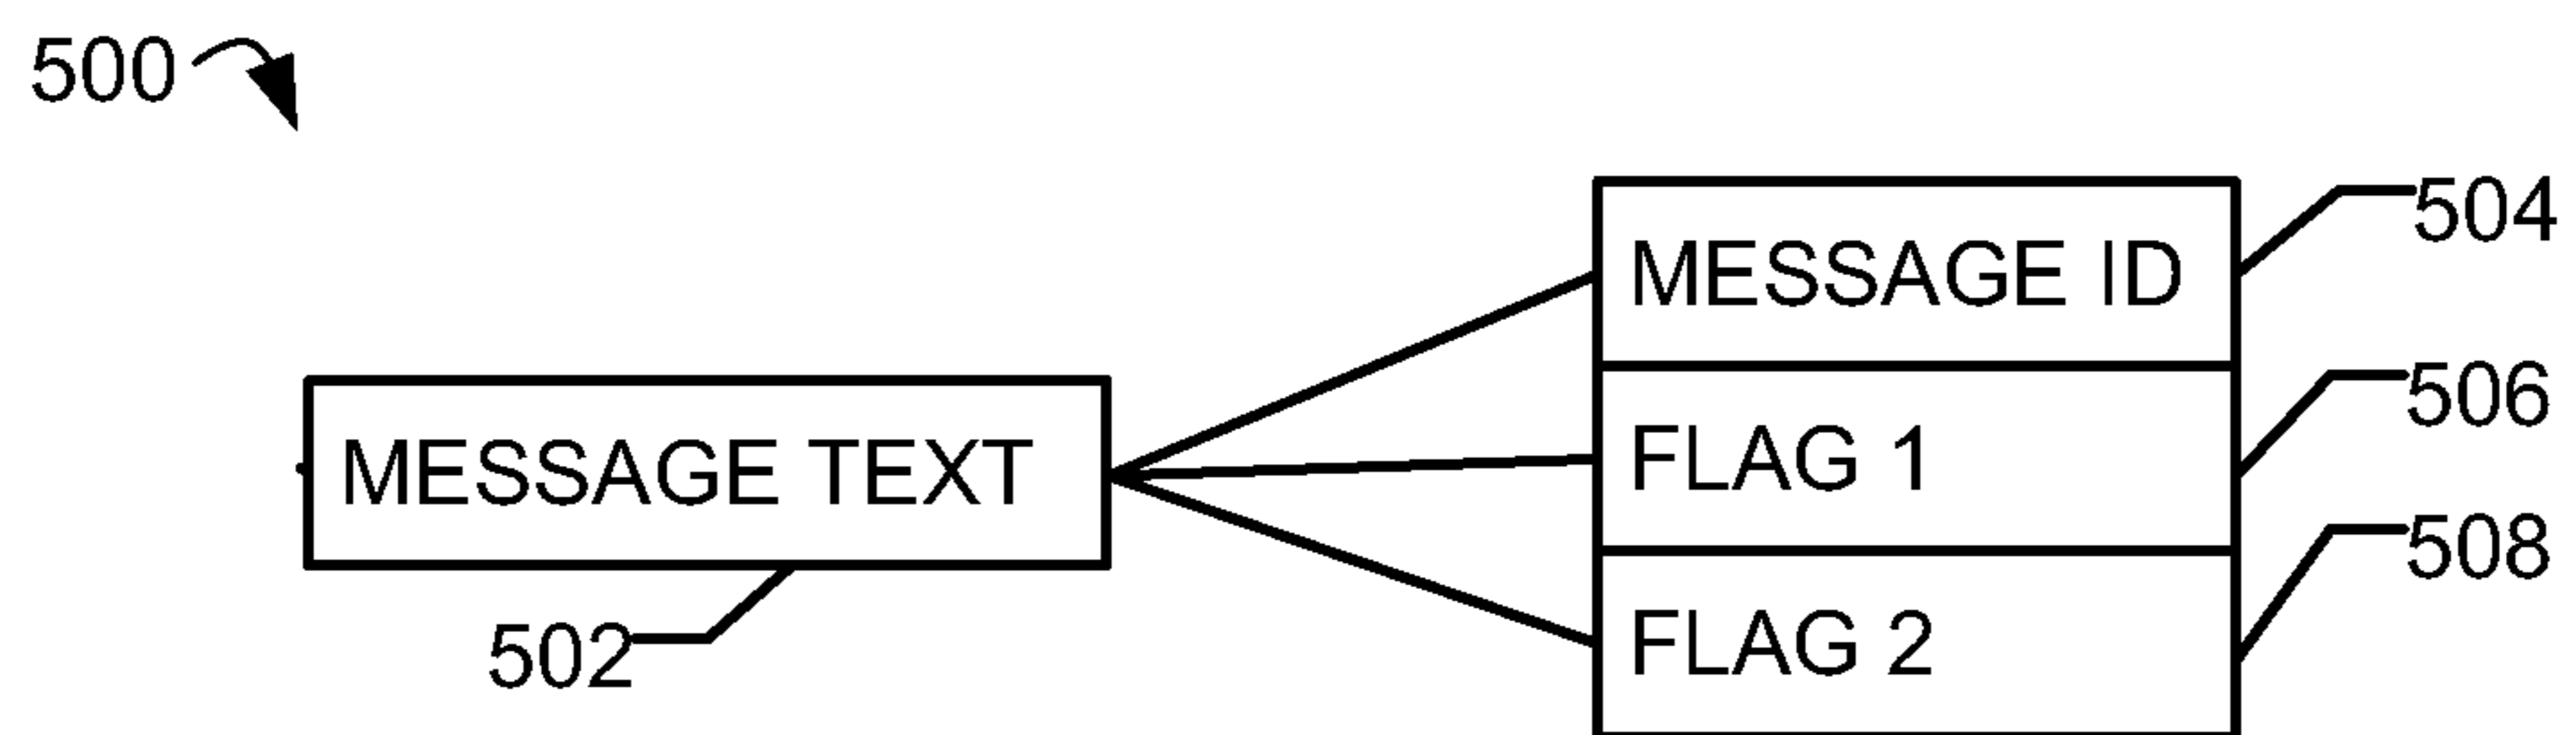 500
504
MESSAGE ID
506
FLAG 1
MESSAGE TEXT
508
502
FLAG 2